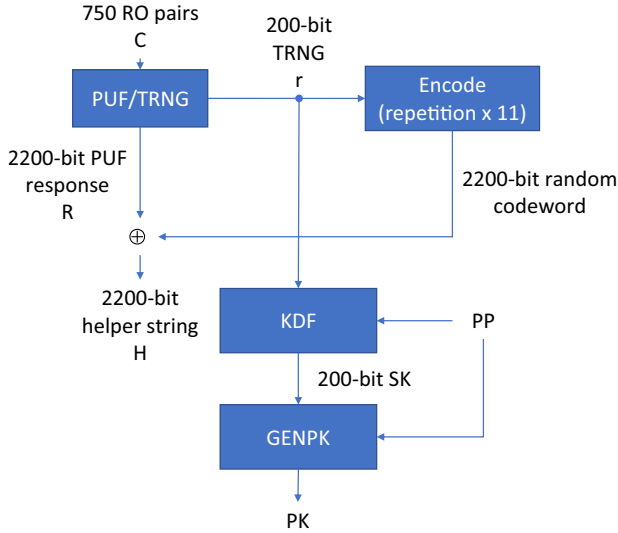 750 RO pairs
C
200-bit
TRNG
r
PUF/TRNG
Encode
(repetition x 11)
2200-bit PUF
response
R
2200-bit random
codeword
⊕
2200-bit
helper string
H
KDF
PP
200-bit SK
GENPK
PK